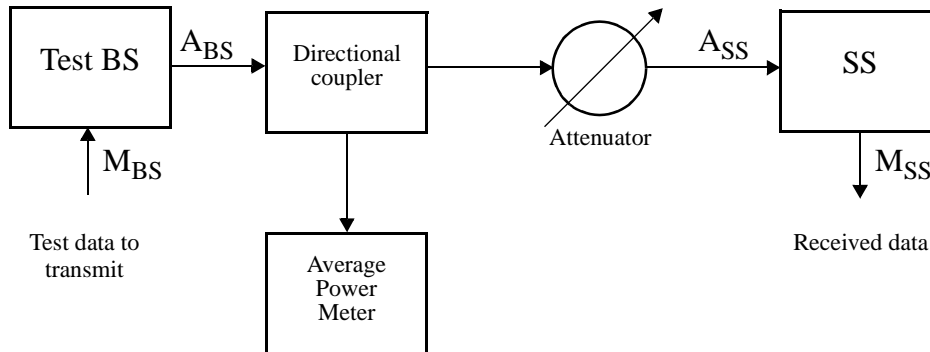 Test BS
A_BS
Directional
coupler
A_SS
SS
Attenuator
M_BS
M_SS
Test data to
transmit
Average
Power
Meter
Received data